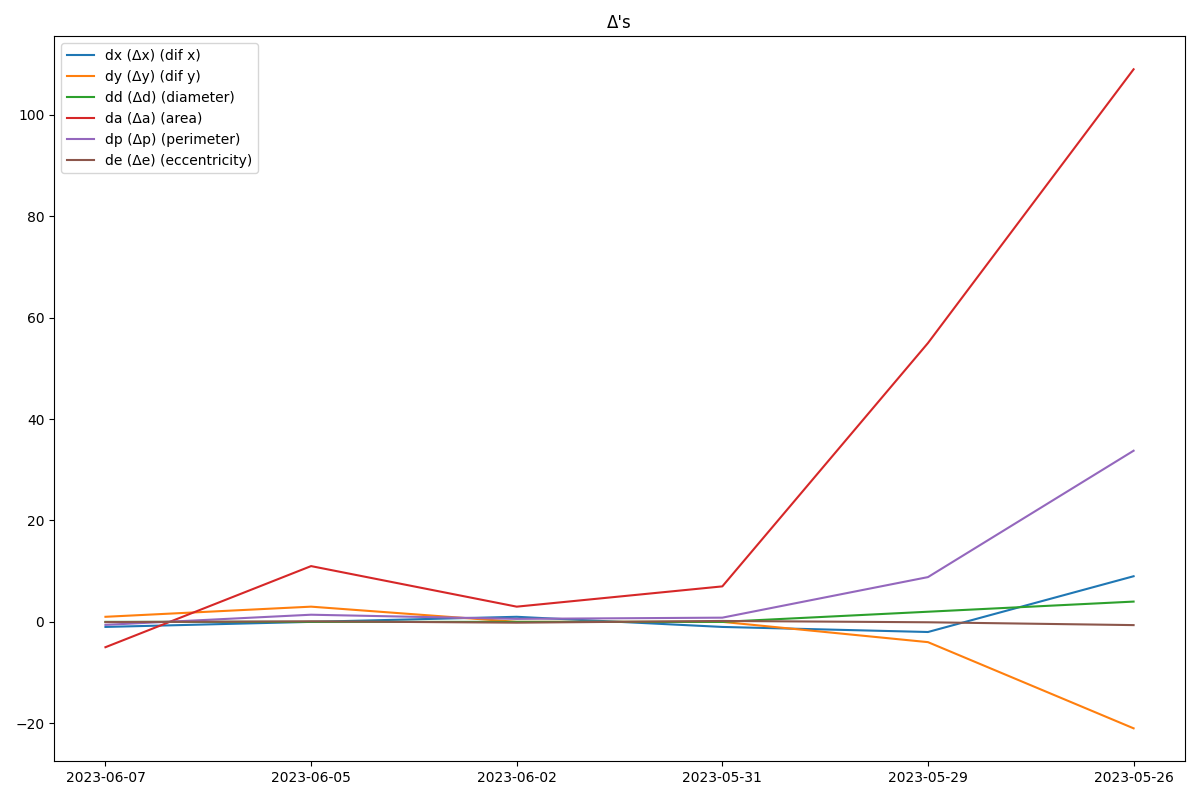 Δ's
dx (Δx) (dif x)
dy (Δy) (dif y)
dd (Δd) (diameter)
da (Δa) (area)
dp (Δp) (perimeter)
de (Δe) (eccentricity)
100
80
60
40
20
0
−20
2023-06-07 2023-06-05 2023-06-02 2023-05-31 2023-05-29 2023-05-26